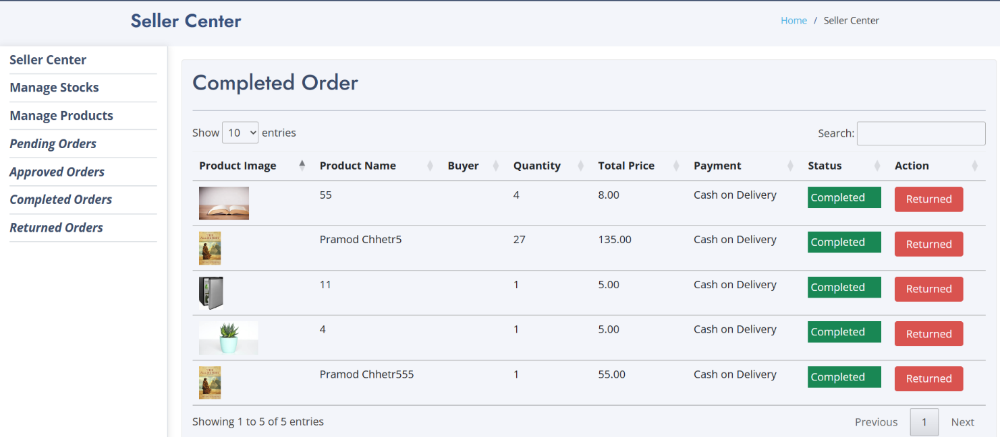 Seller Center
Home / Seller Center
Seller Center
Manage Stocks
Manage Products
Pending Orders
Approved Orders
Completed Orders
Returned Orders
Completed Order
Show 10 entries
Search:
Product Image Product Name Buyer Quantity Total Price Payment Status Action
55 4 8.00 Cash on Delivery Completed Returned
Pramod Chhetr5 27 135.00 Cash on Delivery Completed Returned
11 1 5.00 Cash on Delivery Completed Returned
4 1 5.00 Cash on Delivery Completed Returned
Pramod Chhetr555 1 55.00 Cash on Delivery Completed Returned
Showing 1 to 5 of 5 entries
Previous 1 Next